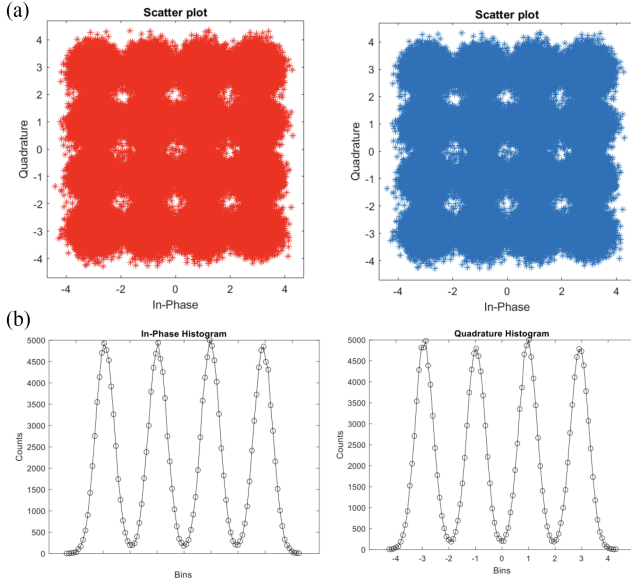 (a)
Scatter plot
Quadrature
4
3
2
1
0
-1
-2
-3
-4
-4 -2 0 2 4
In-Phase
Scatter plot
Quadrature
4
3
2
1
0
-1
-2
-3
-4
-4 -2 0 2 4
In-Phase
(b)
In-Phase Histogram
Counts
5000
4500
4000
3500
3000
2500
2000
1500
1000
500
0
Bins
Quadrature Histogram
Counts
5000
4500
4000
3500
3000
2500
2000
1500
1000
500
0
-4 -3 -2 -1 0 1 2 3 4
Bins